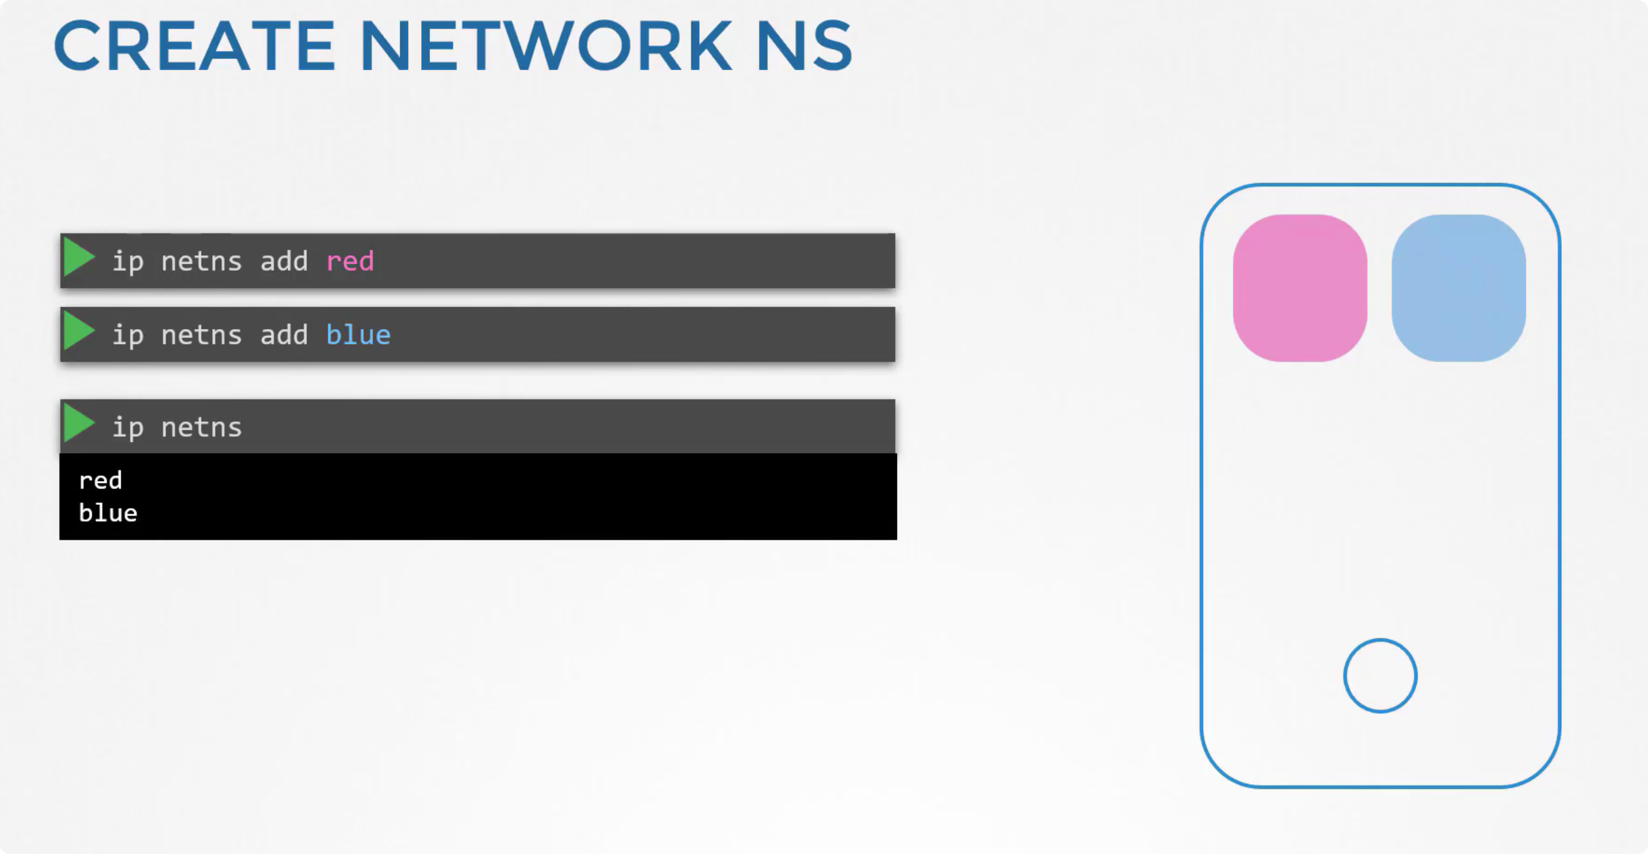 CREATE NETWORK NS
ip netns add red
ip netns add blue
ip netns
red
blue